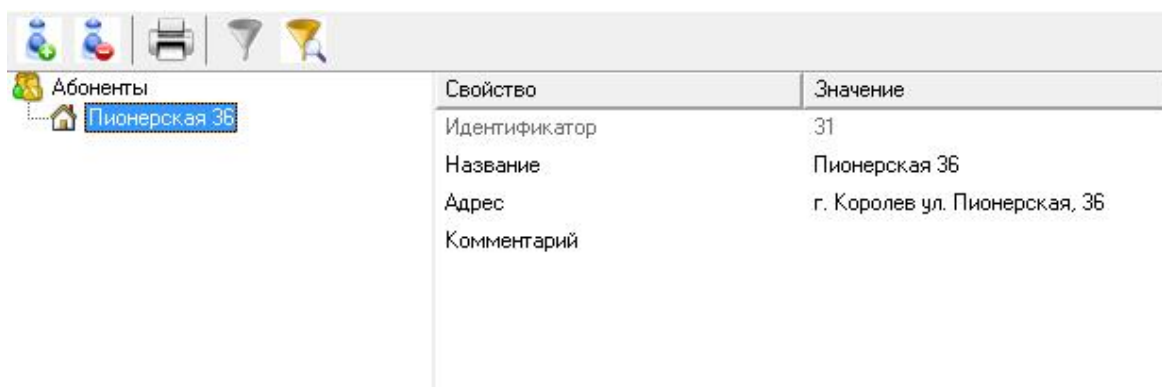 Абоненты
Пионерская 36
Свойство Значение
Идентификатор 31
Название Пионерская 36
Адрес г. Королев ул. Пионерская, 36
Комментарий